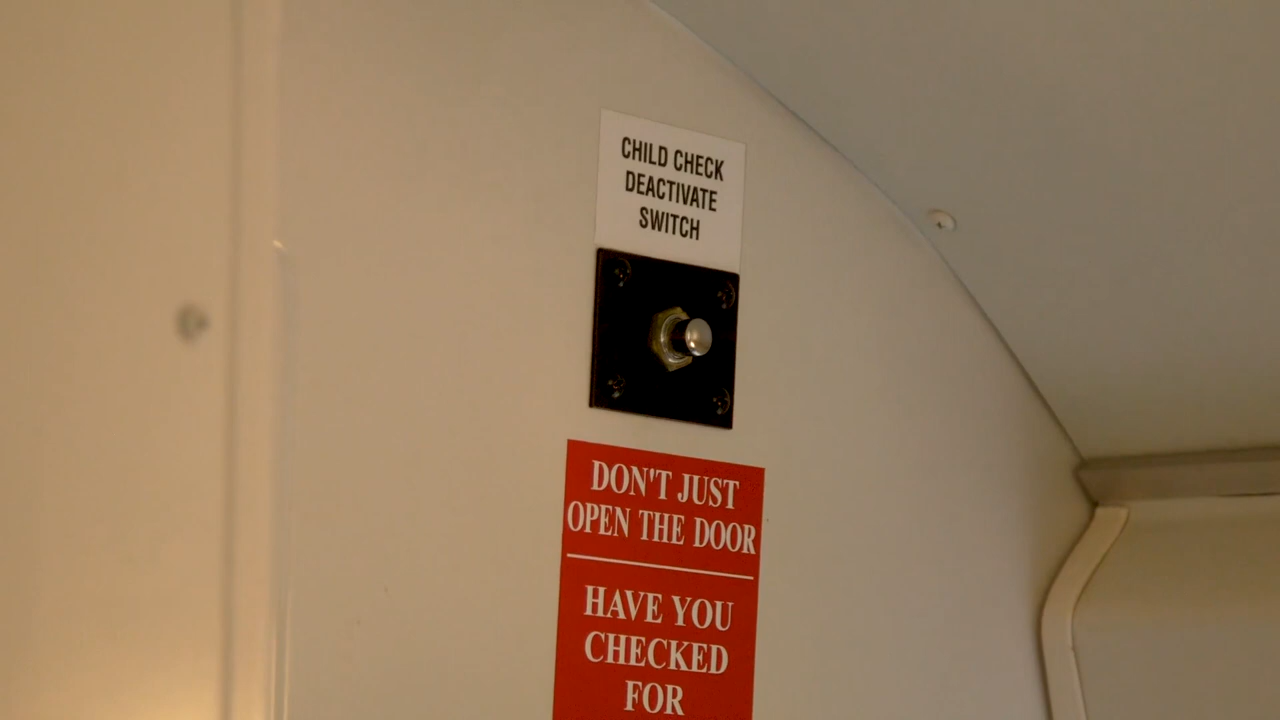 CHILD CHECK
DEACTIVATE
SWITCH
DON'T JUST
OPEN THE DOOR
HAVE YOU
CHECKED
FOR